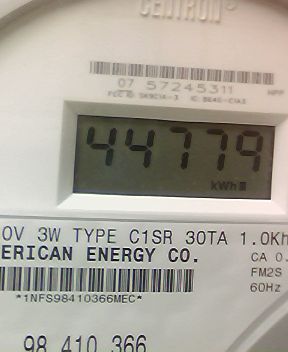 CENTRON
07 57245311
44779
kWh
0V 3W TYPE C1SR 30TA 1.0Kh
ERICAN ENERGY CO.
CA 0.
FM2S
60Hz
*1NFS98410366MEC*
98 410 366